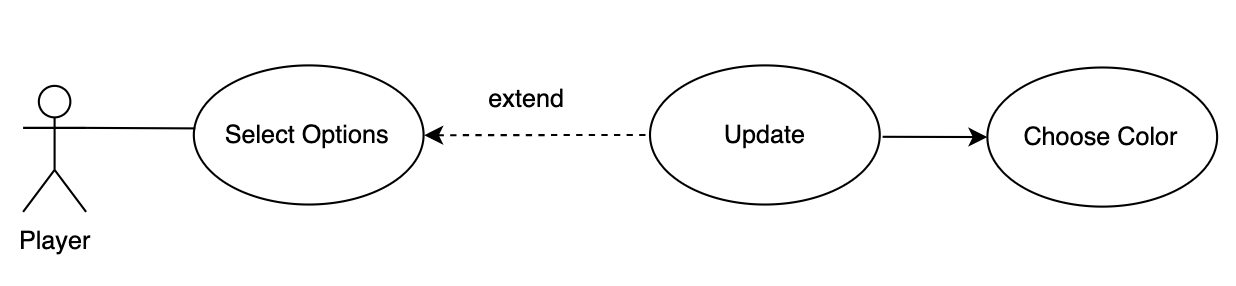 extend
Select Options
Update
Choose Color
Player